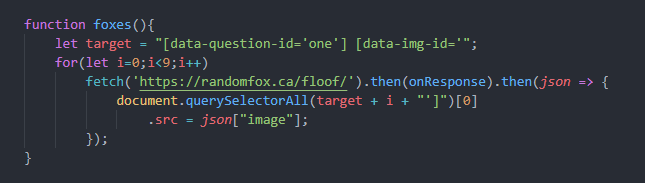 function foxes(){
let target = "[data-question-id='one'] [data-img-id='";
for(let i=0;i<9;i++)
fetch('https://randomfox.ca/floof/').then(onResponse).then(json => {
document.querySelectorAll(target + i + "']")[0]
.src = json["image"];
});
}